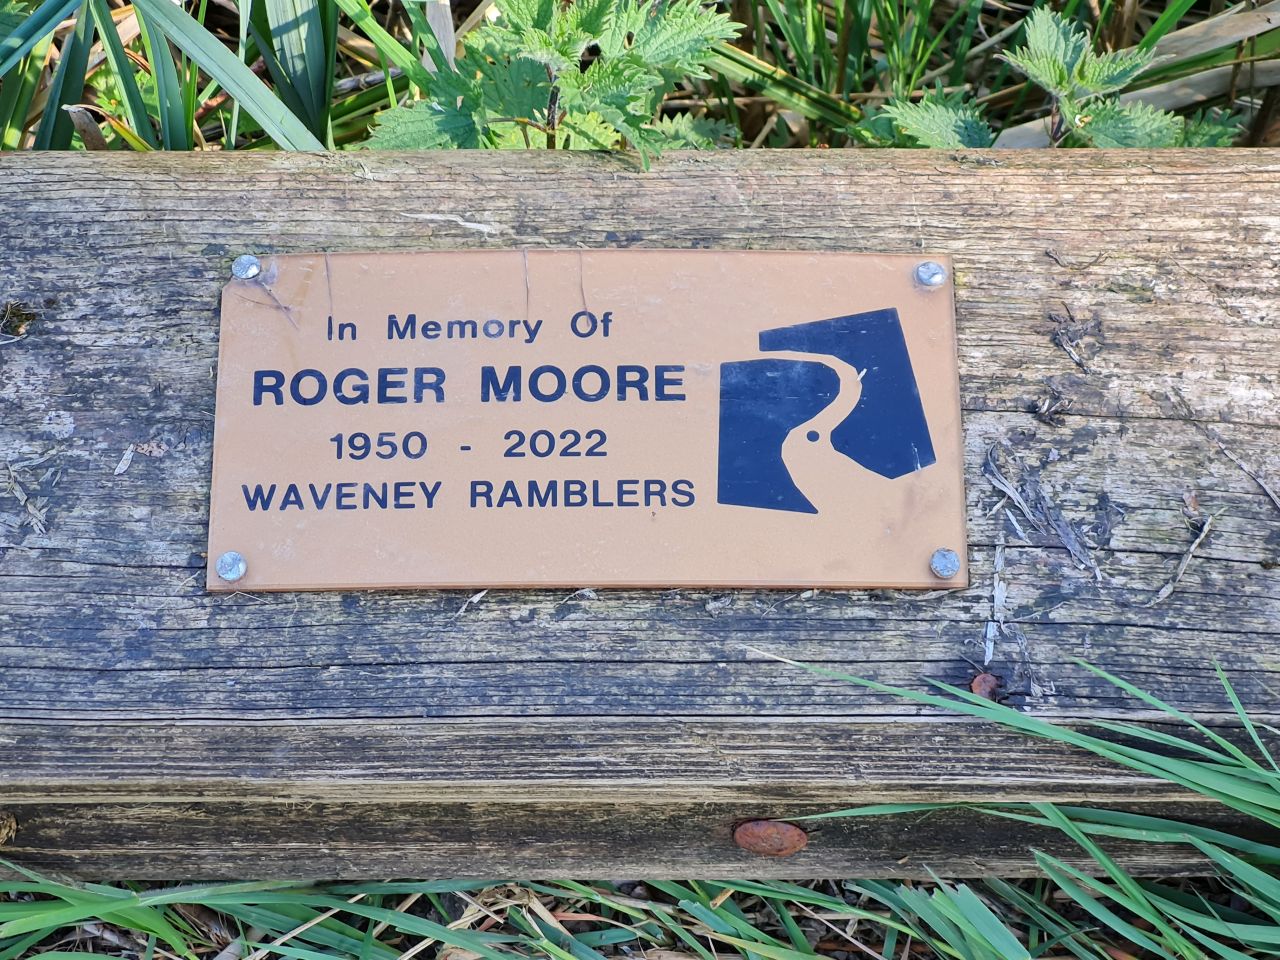 In Memory Of
ROGER MOORE
1950 - 2022
WAVENEY RAMBLERS